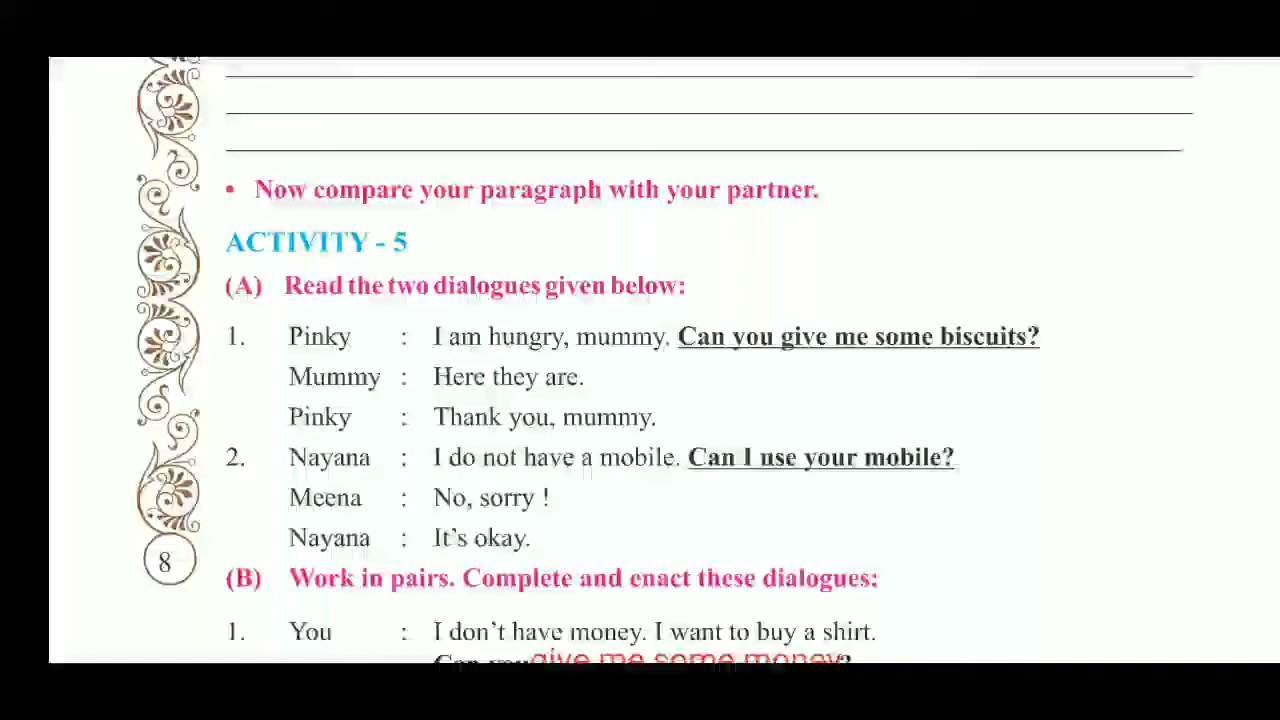 • Now compare your paragraph with your partner.
ACTIVITY - 5
(A) Read the two dialogues given below:
1. Pinky : I am hungry, mummy. Can you give me some biscuits?
Mummy : Here they are.
Pinky : Thank you, mummy.
2. Nayana : I do not have a mobile. Can I use your mobile?
Meena : No, sorry !
Nayana : It's okay.
8
(B) Work in pairs. Complete and enact these dialogues:
1. You : I don't have money. I want to buy a shirt.
Can you give me some money?